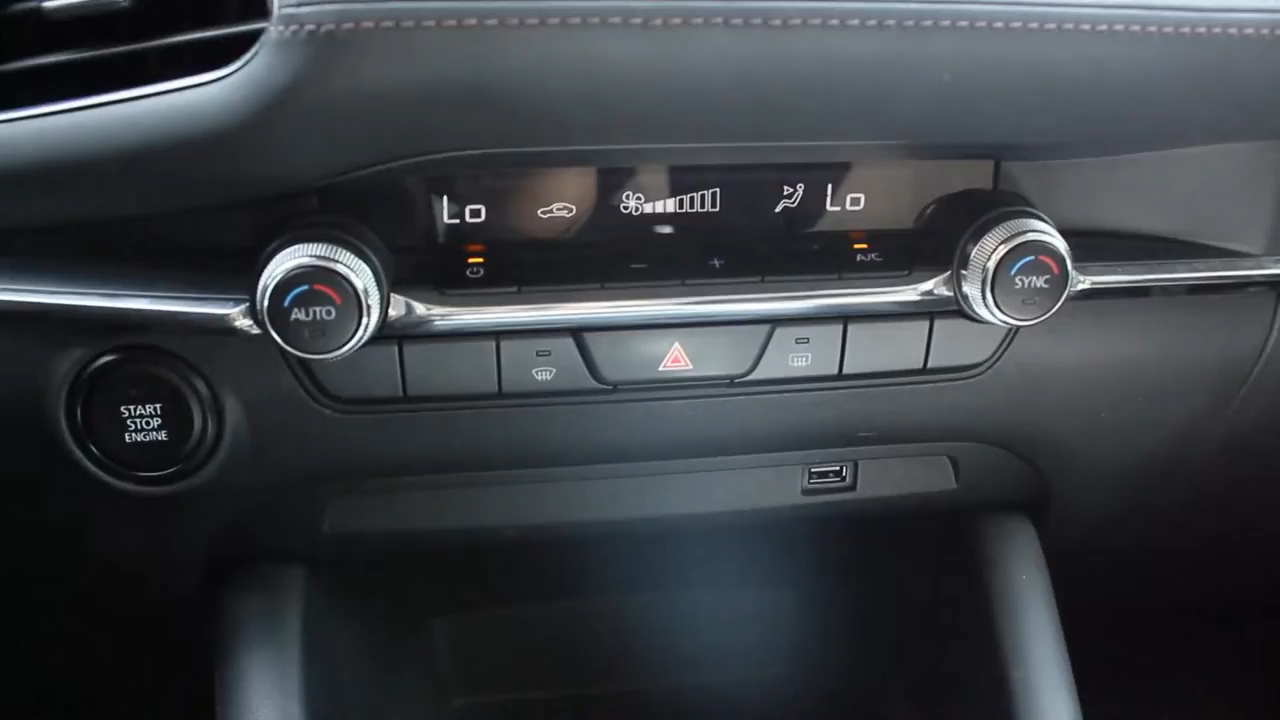 Lo
Lo
A/C
AUTO
SYNC
START
STOP
ENGINE